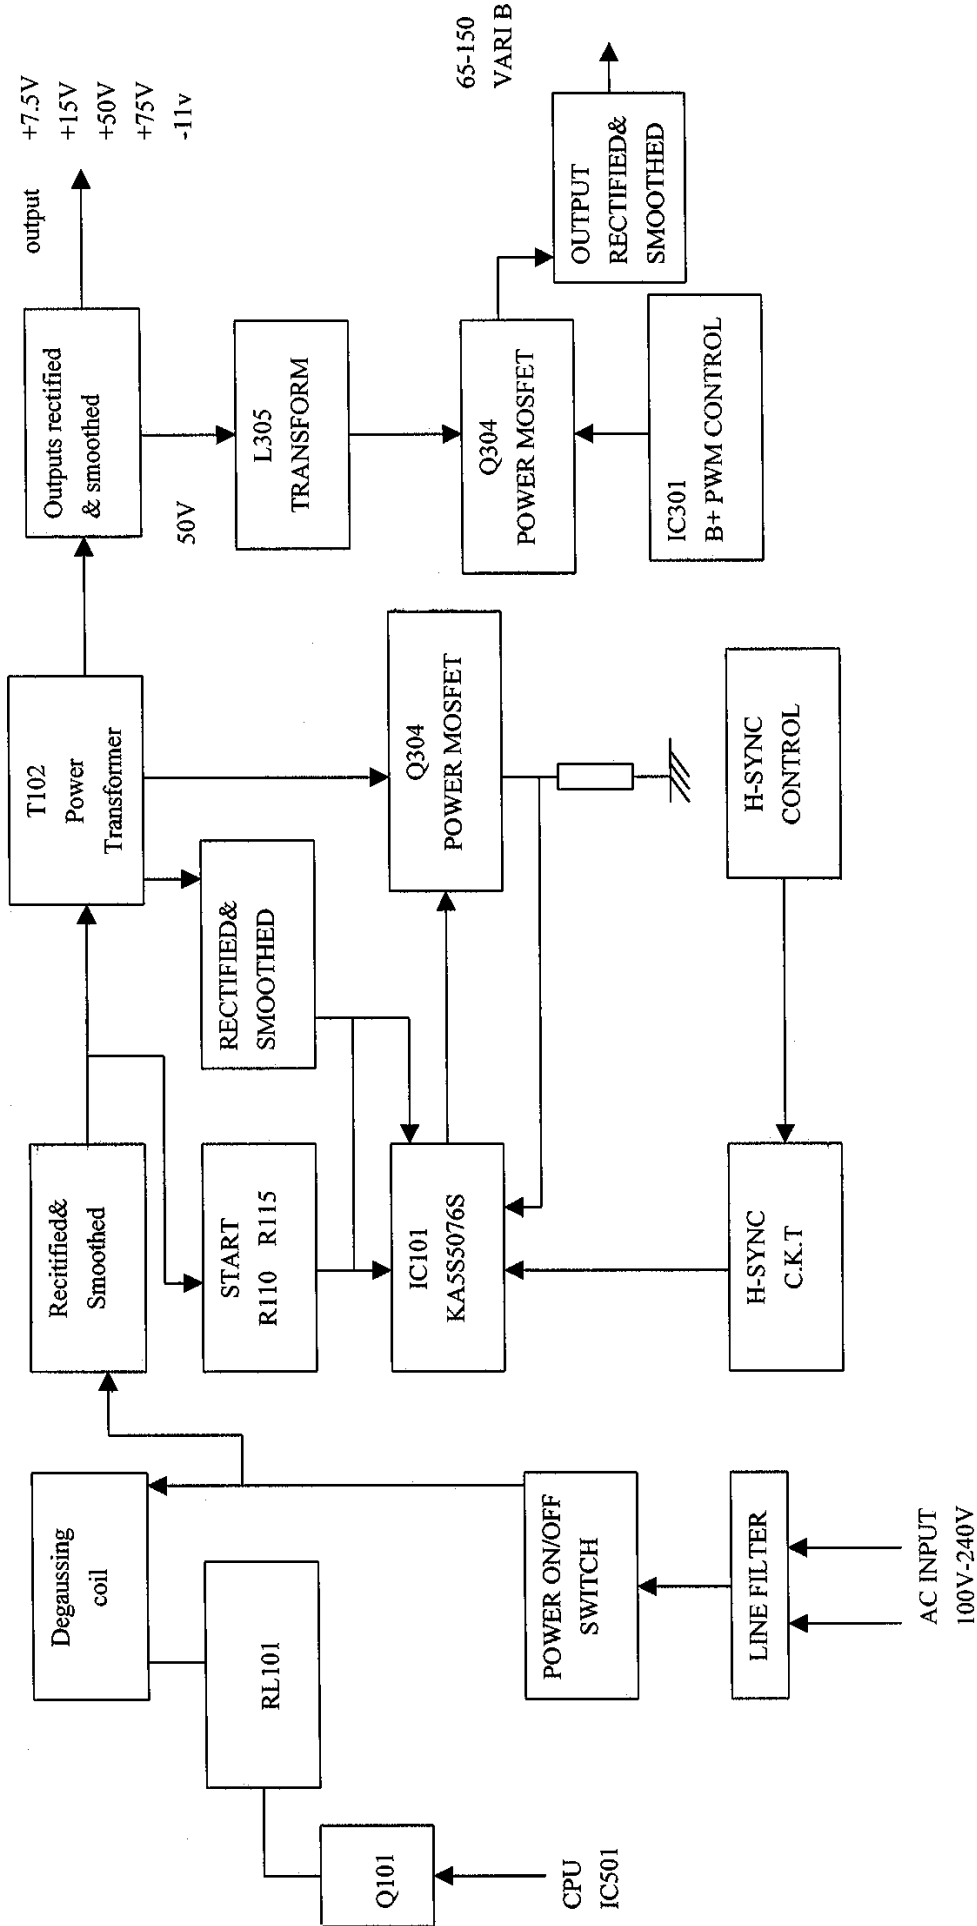 Degaussing
coil
RL101
Q101
CPU
IC501
POWER ON/OFF
SWITCH
LINE FILTER
AC INPUT
100V-240V
Recitified&
Smoothed
START
R110 R115
IC101
KA5S5076S
H-SYNC
C.K.T
T102
Power
Transformer
RECTIFIED&
SMOOTHED
Q304
POWER MOSFET
H-SYNC
CONTROL
Outputs rectified
& smoothed
50V
L305
TRANSFORM
Q304
POWER MOSFET
IC301
B+ PWM CONTROL
output
+7.5V
+15V
+50V
+75V
-11v
OUTPUT
RECTIFIED&
SMOOTHED
65-150
VARI B